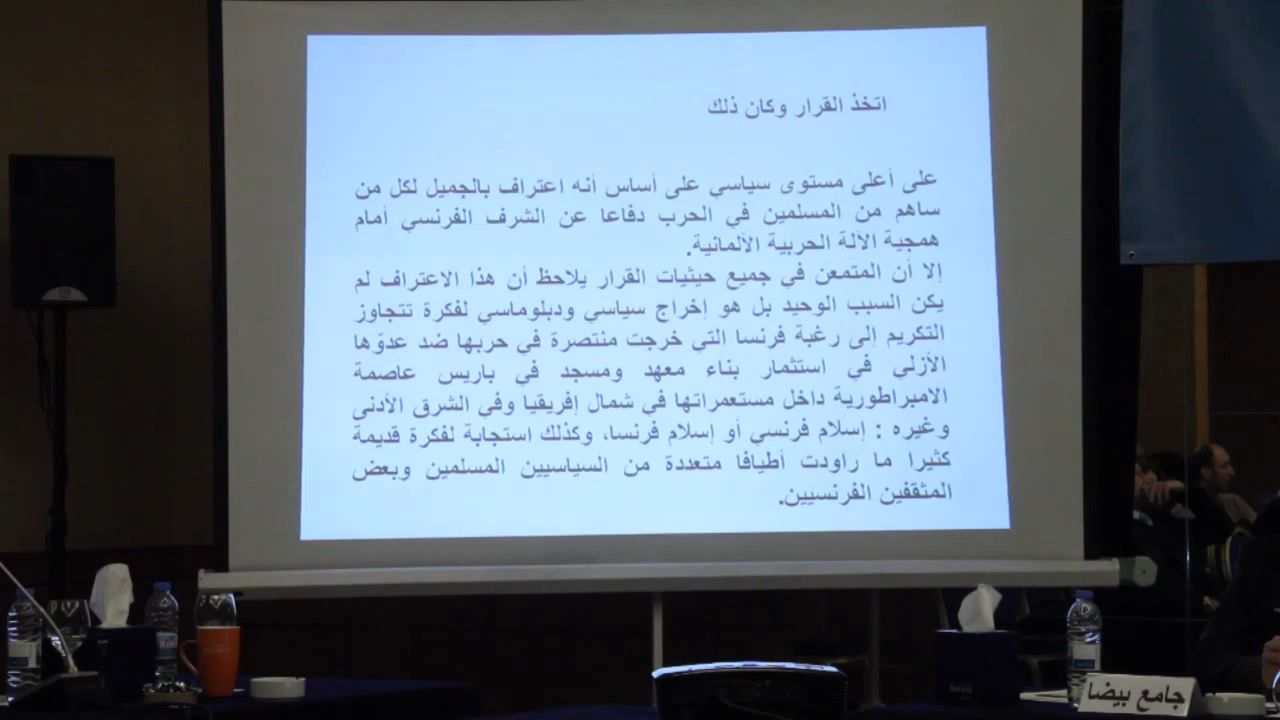 اتخذ القرار وكان ذلك
على أعلى مستوى سياسي على أساس أنه اعتراف بالجميل لكل من
ساهم من المسلمين في الحرب دفاعا عن الشرف الفرنسي أمام
همجية الآلة الحربية الألمانية.
إلا أن المتمعن في جميع حيثيات القرار يلاحظ أن هذا الاعتراف لم
يكن السبب الوحيد بل هو إخراج سياسي ودبلوماسي لفكرة تتجاوز
التكريم إلى رغبة فرنسا التي خرجت منتصرة في حربها ضد عدوّها
الأزلي في استثمار بناء معهد ومسجد في باريس عاصمة
الامبراطورية داخل مستعمراتها في شمال إفريقيا وفي الشرق الأدنى
وغيره : إسلام فرنسي أو إسلام فرنسا، وكذلك استجابة لفكرة قديمة
كثيرا ما راودت أطيافا متعددة من السياسيين المسلمين وبعض
المثقفين الفرنسيين.
جامع بيضا